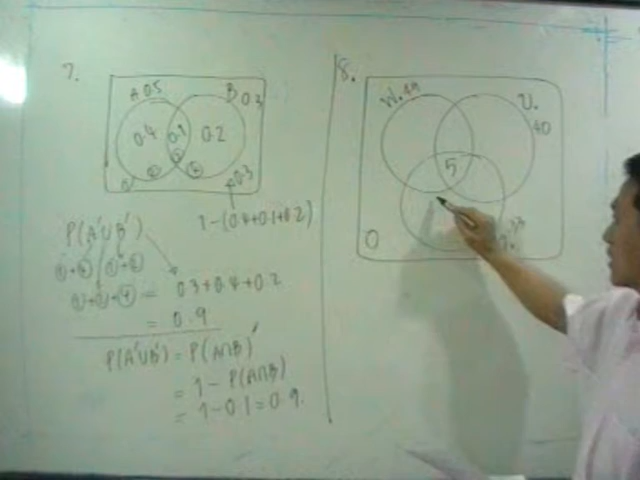 7.
A 0.5
B 0.3
0.4 0.1 0.2
0.3
1-(0.4+0.1+0.2)
P(A'∪B')
= 0.3+0.4+0.2
= 0.9
P(A'∪B') = P(A∩B)'
= 1-P(A∩B)
= 1-0.1=0.9.
8.
U.
40
5
0